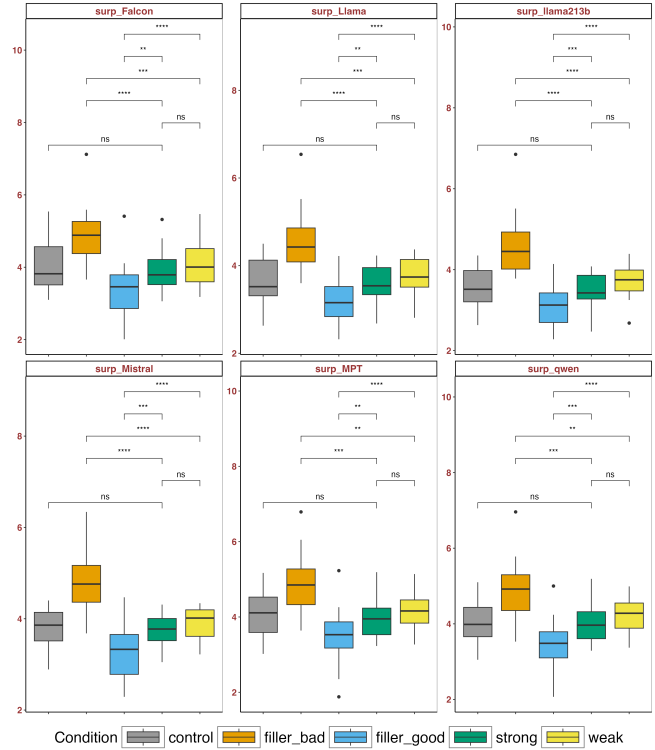 surp_Falcon
****
**
***
****
ns
ns
10
8
6
4
2
surp_Llama
****
**
***
****
ns
ns
8
6
4
2
surp_llama213b
****
***
****
****
ns
ns
10
8
6
4
2
surp_Mistral
****
***
****
****
ns
ns
8
6
4
2
surp_MPT
****
**
**
***
ns
ns
10
8
6
4
2
surp_qwen
****
***
**
***
ns
ns
10
8
6
4
2
Condition control filler_bad filler_good strong weak